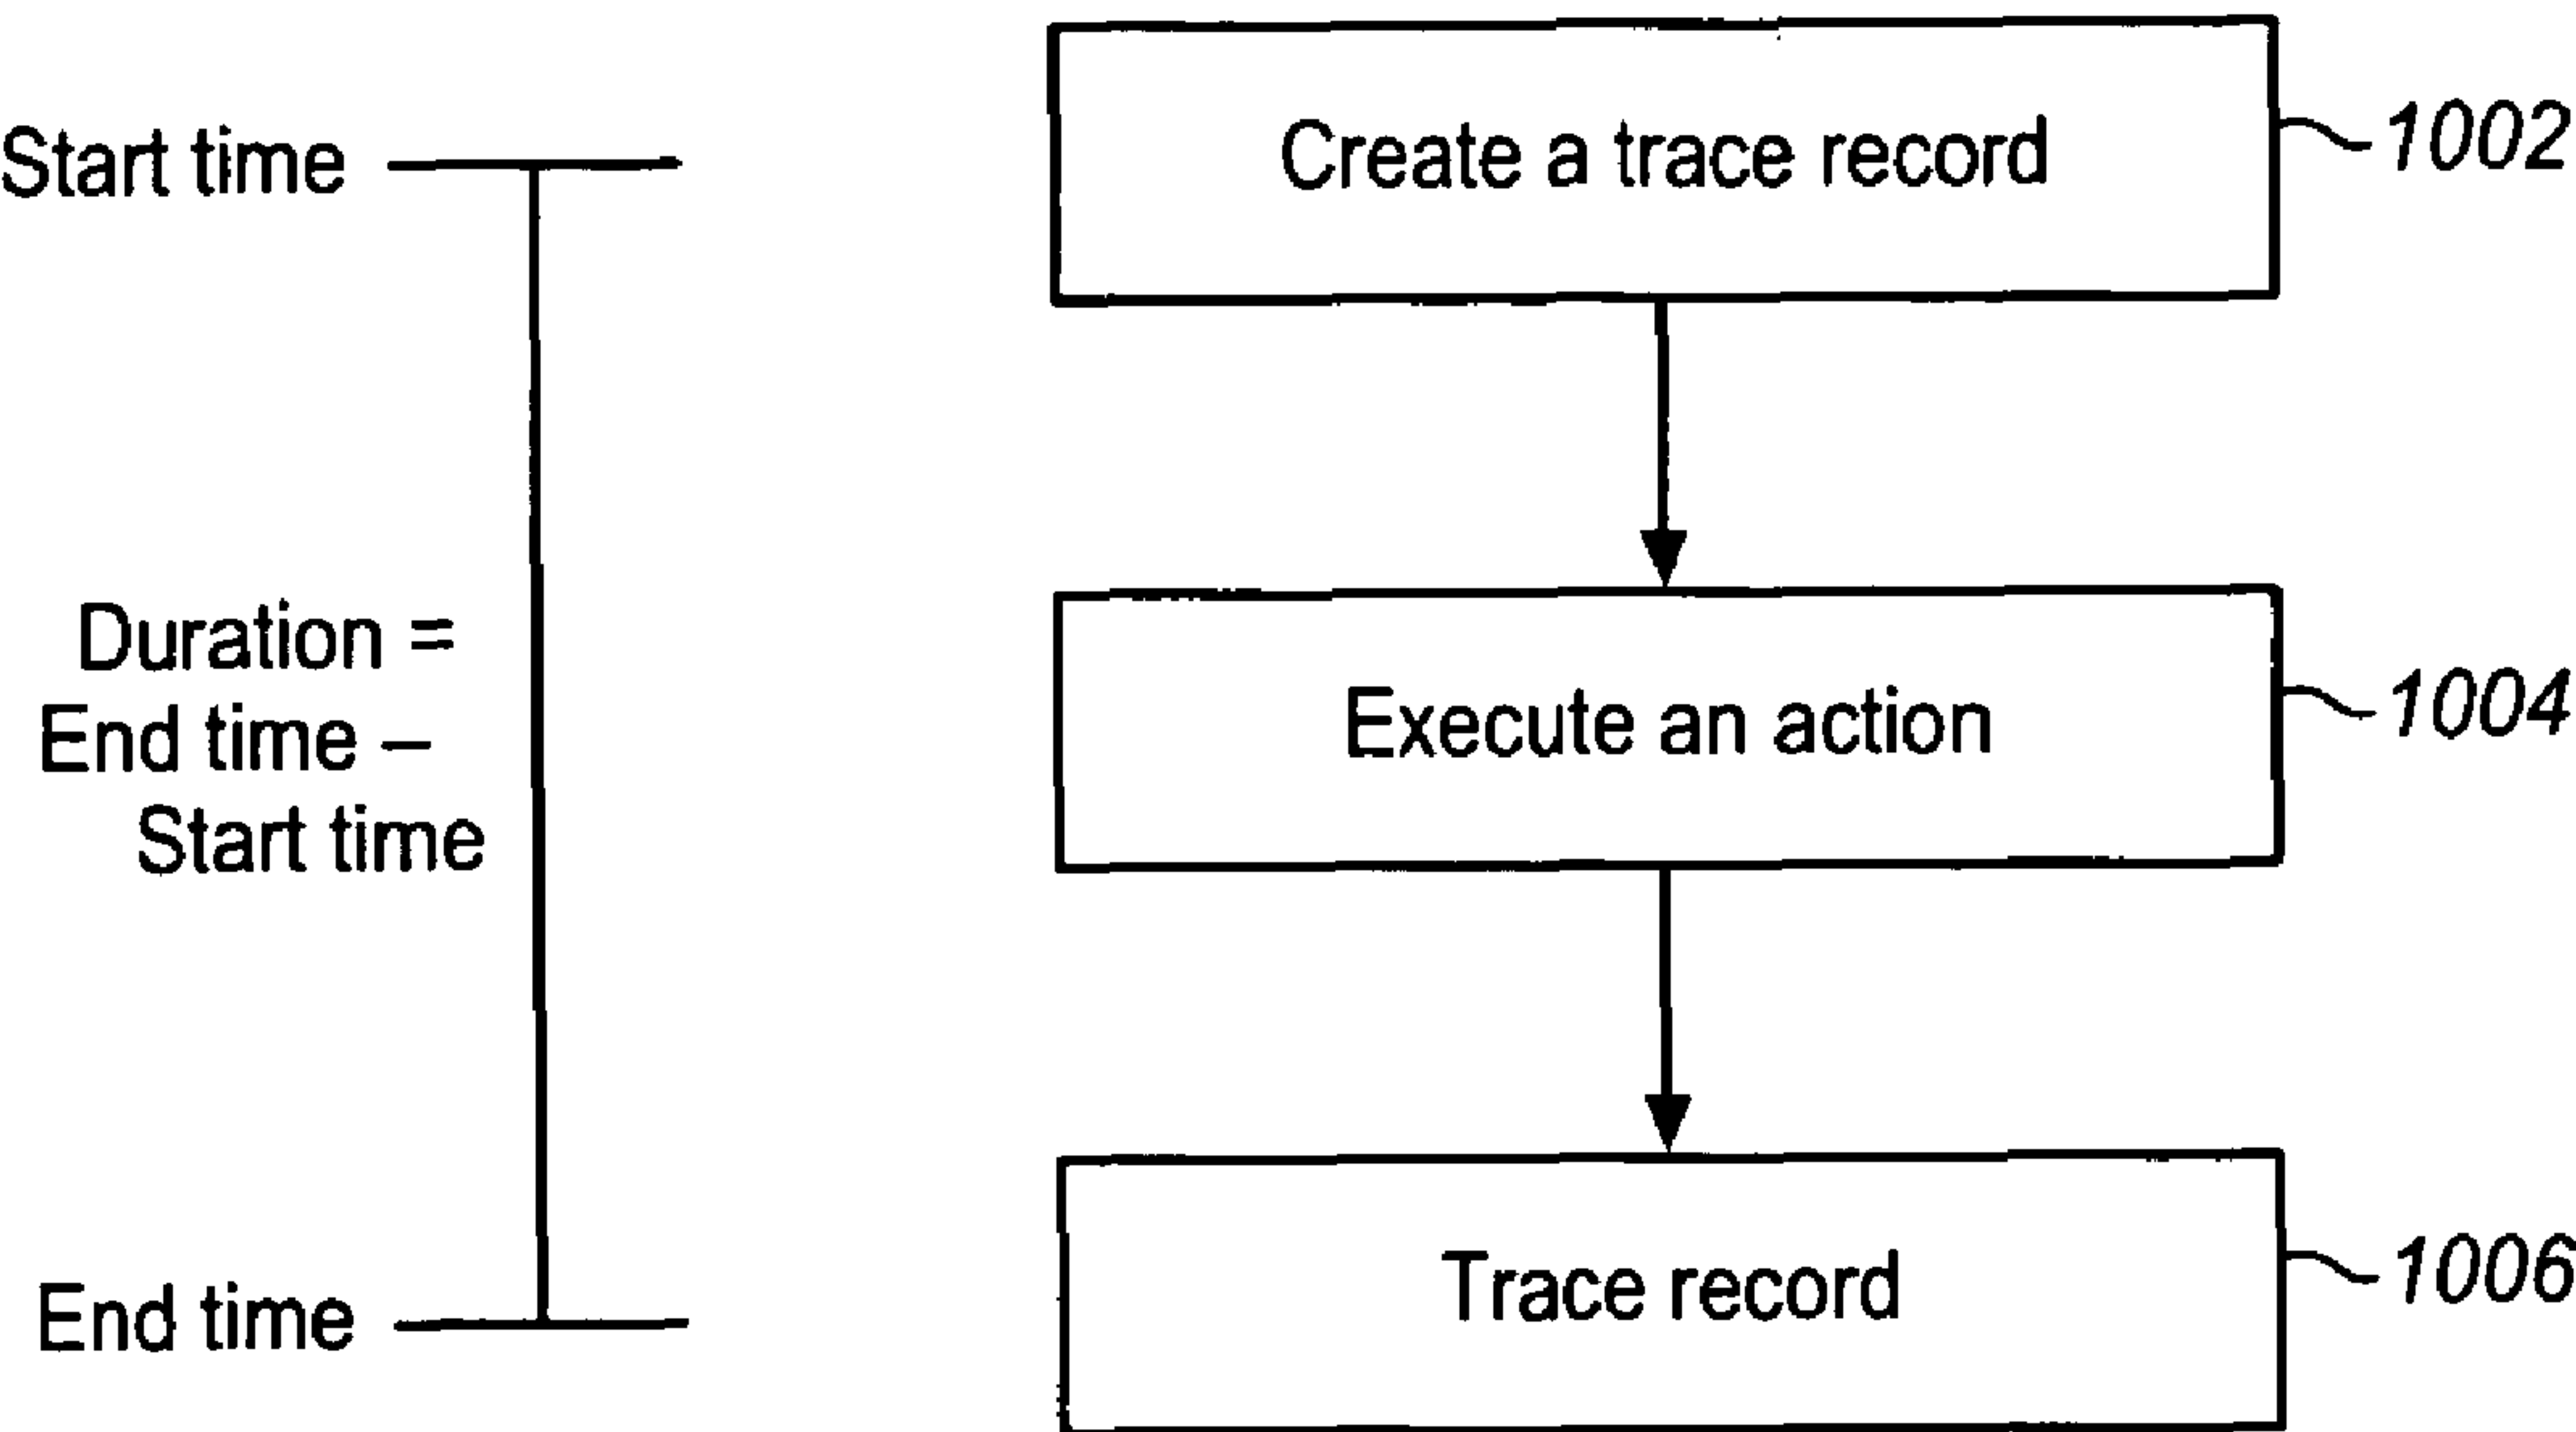 Start time
Create a trace record
1002
Duration =
End time –
Start time
Execute an action
1004
End time
Trace record
1006